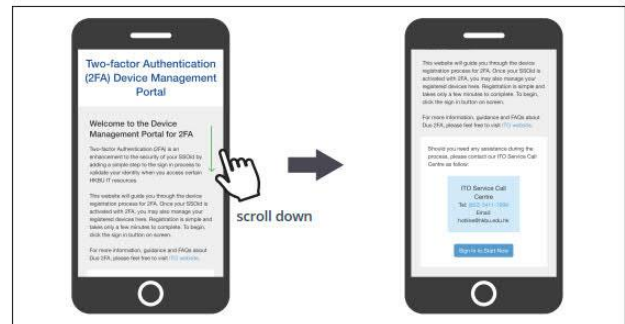 Two-factor Authentication
(2FA) Device Management
Portal
Welcome to the Device
Management Portal for 2FA
Two-factor Authentication (2FA) is an
enhancement to the security of your SSOid by
adding a simple step to the sign in process to
validate your identity when you access certain
HKBU IT resources.
This website will guide you through the device
registration process for 2FA. Once your SSOid is
activated with 2FA, you may also manage your
registered devices here. Registration is simple and
takes only a few minutes to complete. To begin,
click the sign in button on screen.
For more information, guidance and FAQs about
Duo 2FA, please feel free to visit ITO website.
scroll down
This website will guide you through the device
registration process for 2FA. Once your SSOid is
activated with 2FA, you may also manage your
registered devices here. Registration is simple and
takes only a few minutes to complete. To begin,
click the sign in button on screen.
For more information, guidance and FAQs about
Duo 2FA, please feel free to visit ITO website.
Should you need any assistance during the
process, please contact our ITO Service Call
Centre as follow:
ITO Service Call
Centre
Tel: (852) 3411-7899
Email:
hotline@hkbu.edu.hk
Sign In to Start Now